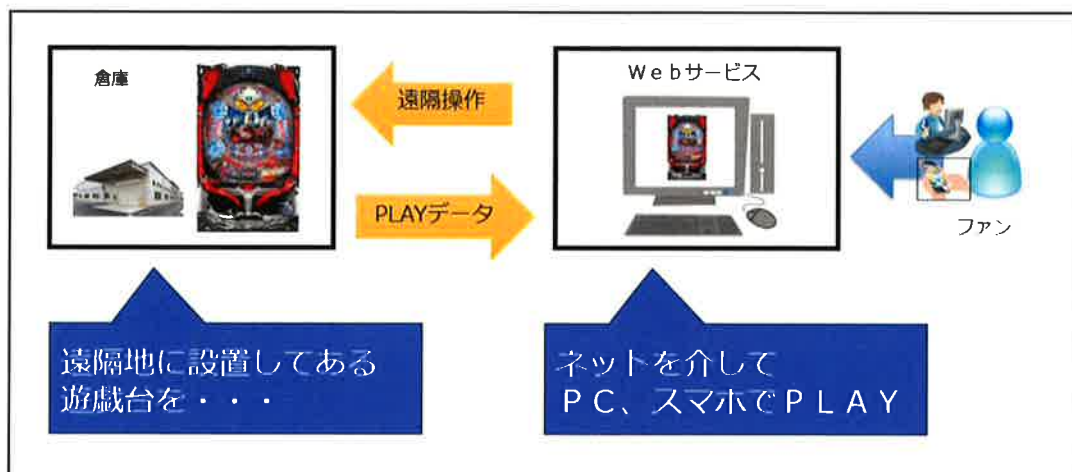 倉庫
遠隔操作
PLAYデータ
Webサービス
ファン
遠隔地に設置してある
遊戯台を・・・
ネットを介して
PC、スマホでPLAY